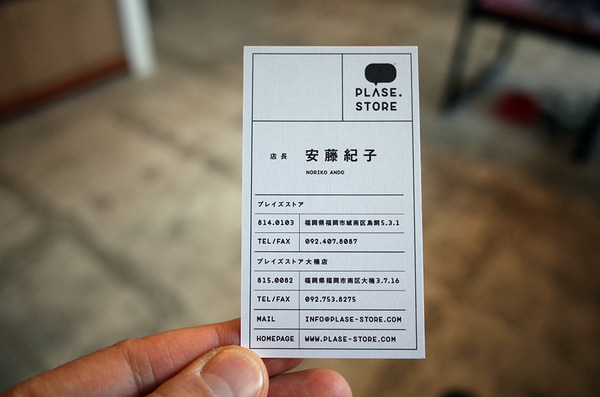 PLASE.
STORE
店長 安藤紀子
NORIKO ANDO
プレイズストア
814.0103 福岡県福岡市城南区鳥飼5.3.1
TEL/FAX 092.407.8087
プレイズストア大楠店
815.0082 福岡県福岡市南区大楠3.7.16
TEL/FAX 092.753.8275
MAIL INFO@PLASE-STORE.COM
HOMEPAGE WWW.PLASE-STORE.COM